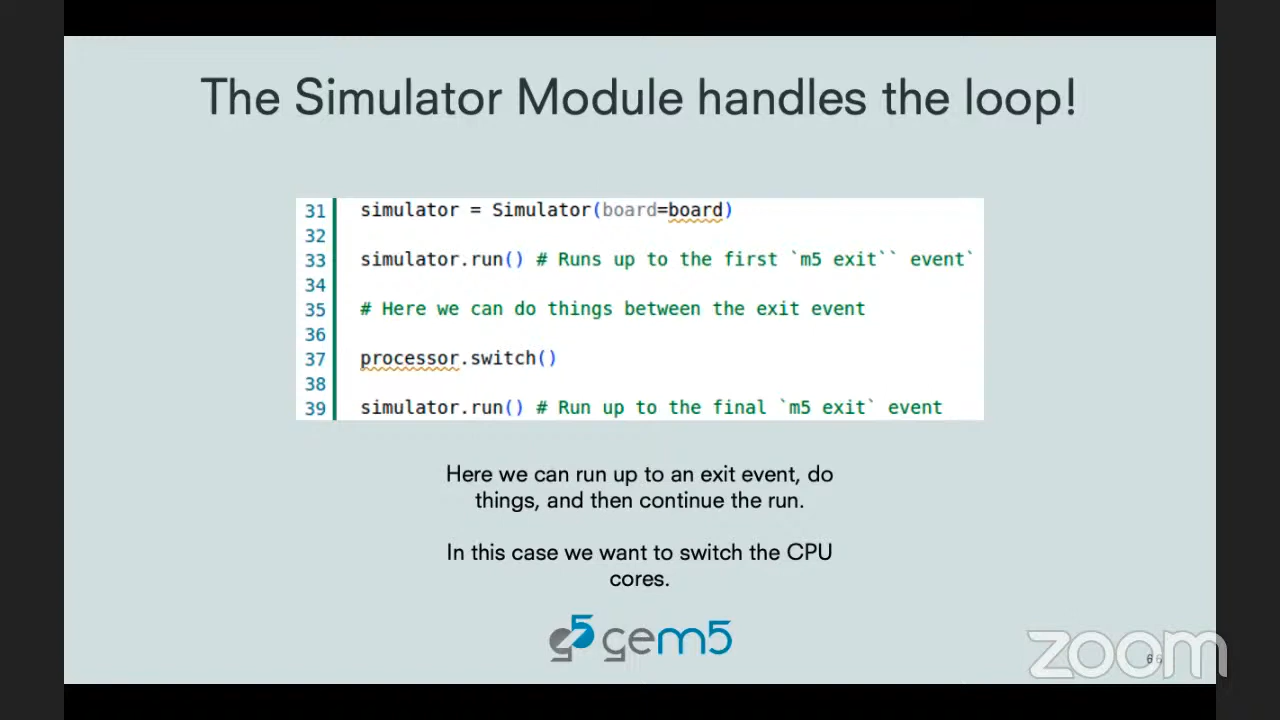 The Simulator Module handles the loop!
31 simulator = Simulator(board=board)
32
33 simulator.run() # Runs up to the first `m5 exit`` event`
34
35 # Here we can do things between the exit event
36
37 processor.switch()
38
39 simulator.run() # Run up to the final `m5 exit` event
Here we can run up to an exit event, do
things, and then continue the run.
In this case we want to switch the CPU
cores.
g5 gem5
zoom